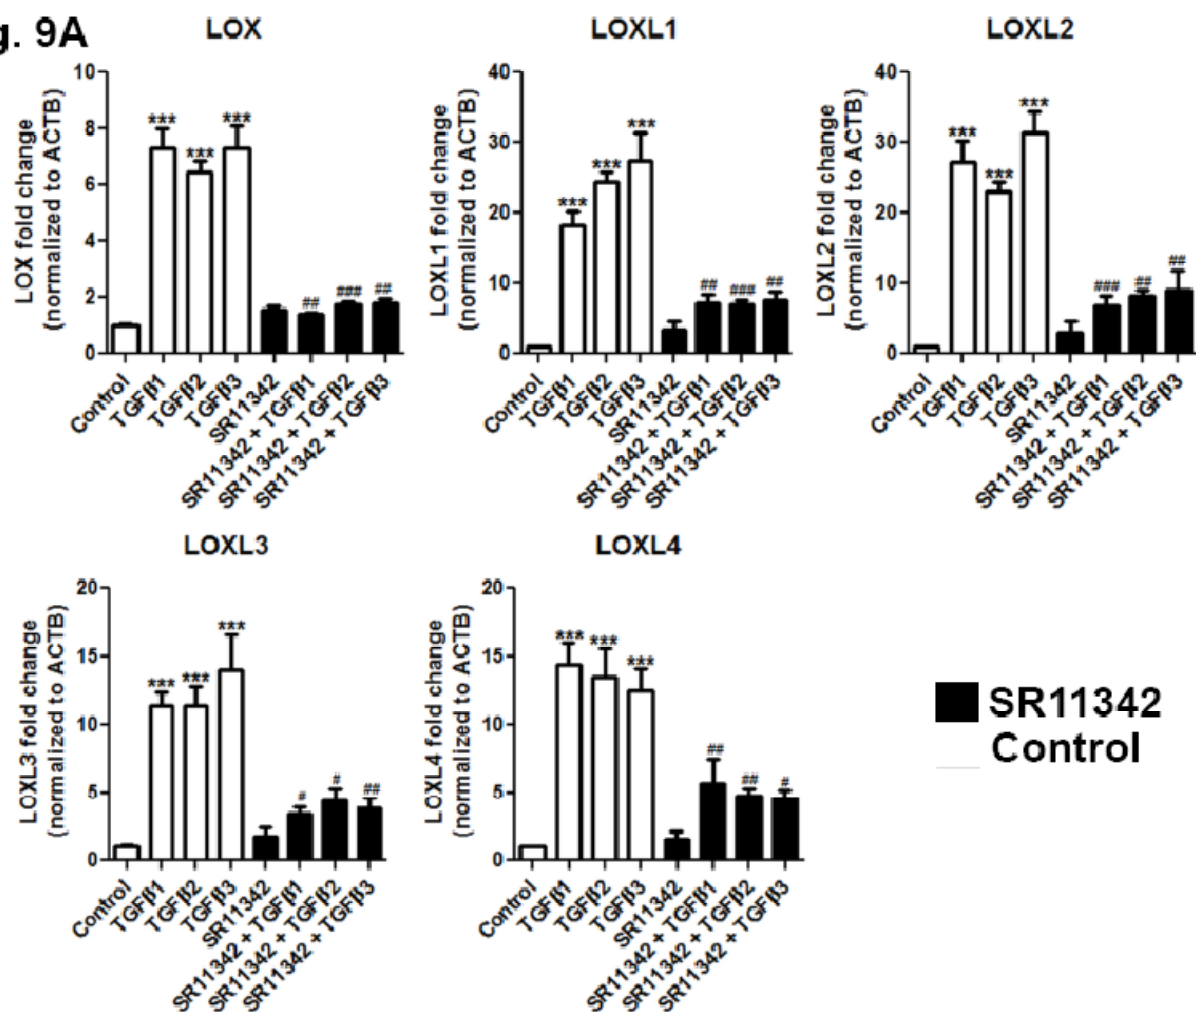 g. 9A
LOX
LOX fold change
(normalized to ACTB)
10
8
6
4
2
0
***
***
***
##
###
##
Control
TGFβ1
TGFβ2
TGFβ3
SR11342
SR11342 + TGFβ1
SR11342 + TGFβ2
SR11342 + TGFβ3
LOXL1
LOXL1 fold change
(normalized to ACTB)
40
30
20
10
0
***
***
***
##
###
##
Control
TGFβ1
TGFβ2
TGFβ3
SR11342
SR11342 + TGFβ1
SR11342 + TGFβ2
SR11342 + TGFβ3
LOXL2
LOXL2 fold change
(normalized to ACTB)
40
30
20
10
0
***
***
***
###
##
##
Control
TGFβ1
TGFβ2
TGFβ3
SR11342
SR11342 + TGFβ1
SR11342 + TGFβ2
SR11342 + TGFβ3
LOXL3
LOXL3 fold change
(normalized to ACTB)
20
15
10
5
0
***
***
***
#
#
##
Control
TGFβ1
TGFβ2
TGFβ3
SR11342
SR11342 + TGFβ1
SR11342 + TGFβ2
SR11342 + TGFβ3
LOXL4
LOXL4 fold change
(normalized to ACTB)
20
15
10
5
0
***
***
***
##
##
#
Control
TGFβ1
TGFβ2
TGFβ3
SR11342
SR11342 + TGFβ1
SR11342 + TGFβ2
SR11342 + TGFβ3
SR11342
Control